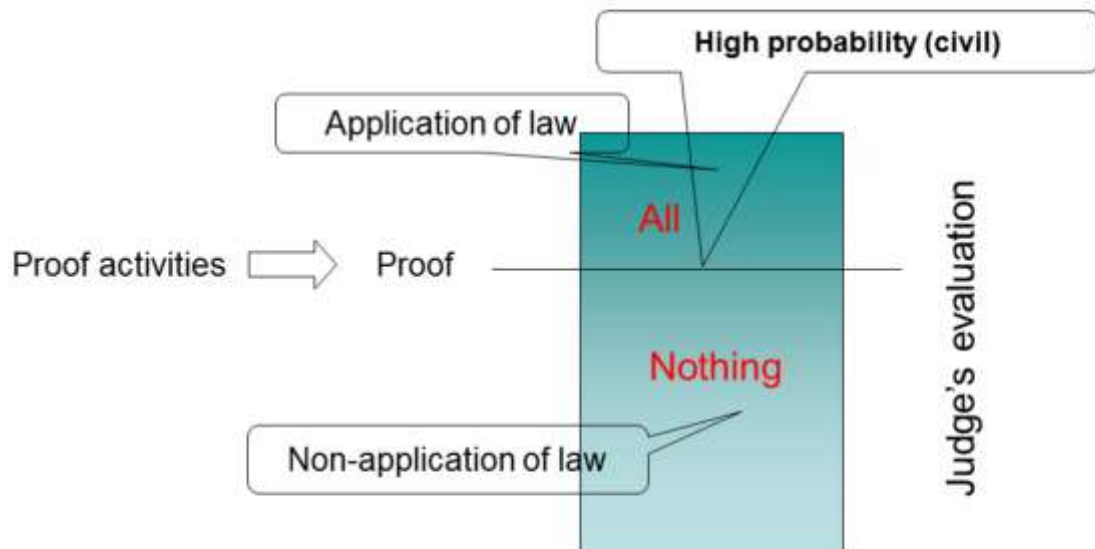 High probability (civil)
Application of law
All
Proof activities
Proof
Nothing
Non-application of law
Judge's evaluation